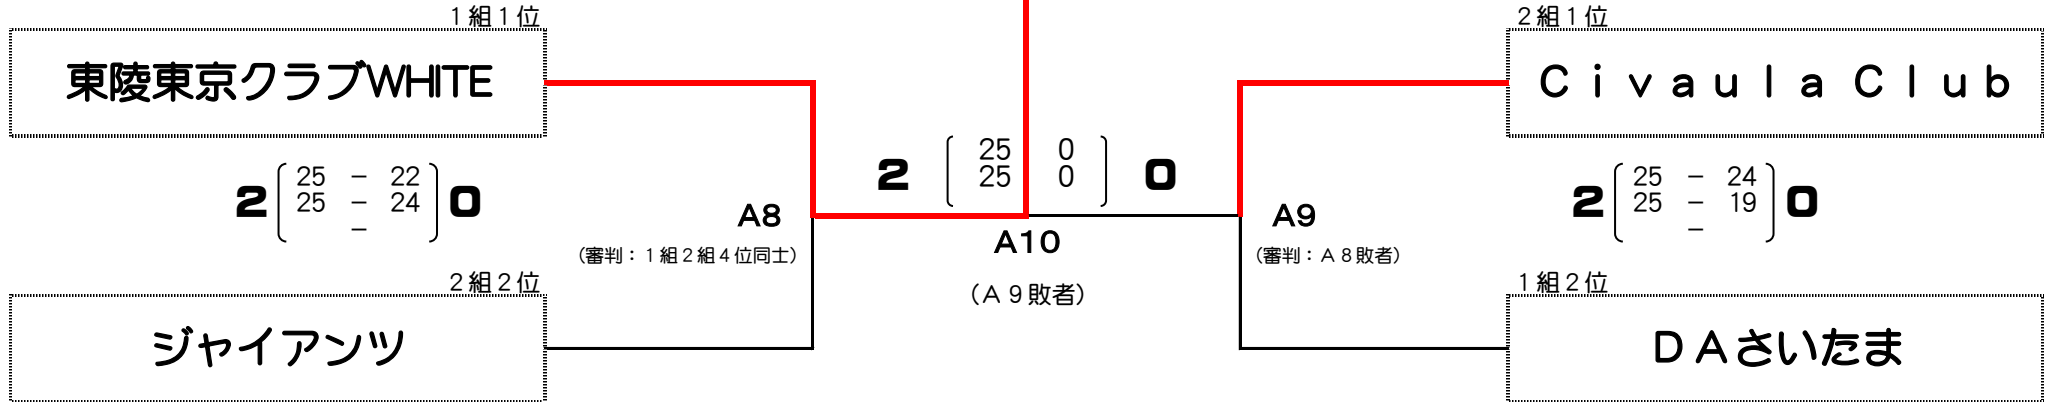 １組１位
東陵東京クラブWHITE
2 25 － 22 0
25 － 24
－
２組２位
ジャイアンツ
A8
（審判：１組２組４位同士）
2 25 0 0
25 0
A10
（Ａ９敗者）
２組１位
Ｃｉｖａｕｌａ Ｃｌｕｂ
A9
（審判：Ａ８敗者）
2 25 － 24 0
25 － 19
－
１組２位
ＤＡさいたま